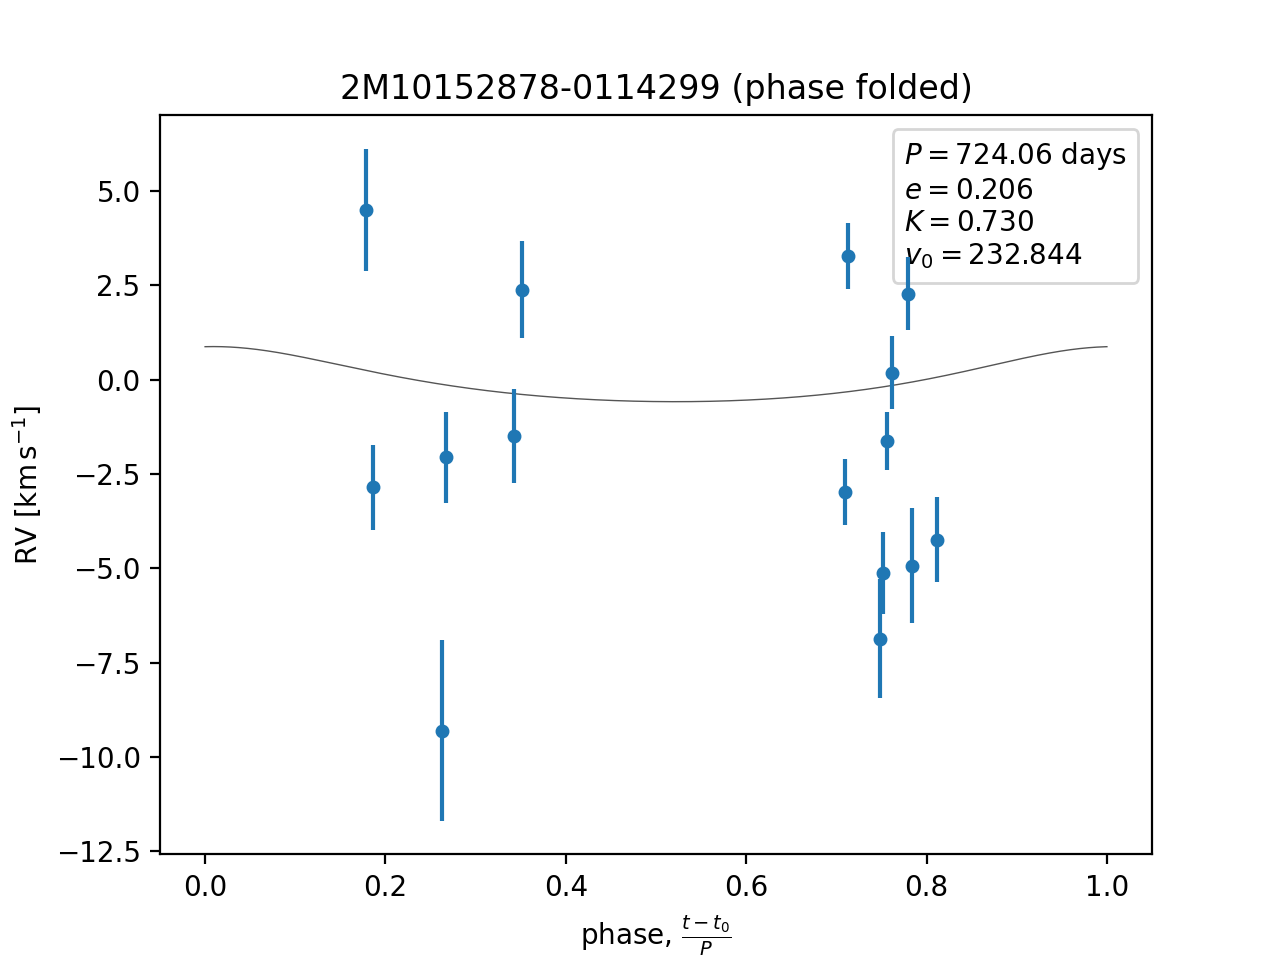 2M10152878-0114299 (phase folded)
P = 724.06 days
e = 0.206
K = 0.730
v₀ = 232.844
RV [km s⁻¹]
5.0
2.5
0.0
−2.5
−5.0
−7.5
−10.0
−12.5
0.0 0.2 0.4 0.6 0.8 1.0
phase, (t − t₀)/P